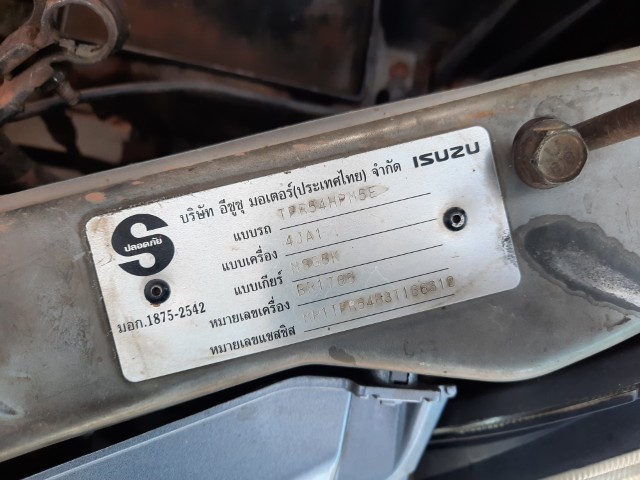 บริษัท อีซูซุ มอเตอร์(ประเทศไทย) จำกัด ISUZU
ปลอดภัย
แบบรถ TFR54HPM5E
แบบเครื่อง 4JA1
แบบเกียร์
หมายเลขเครื่อง
หมายเลขแชสซิส
มอก.1875-2542